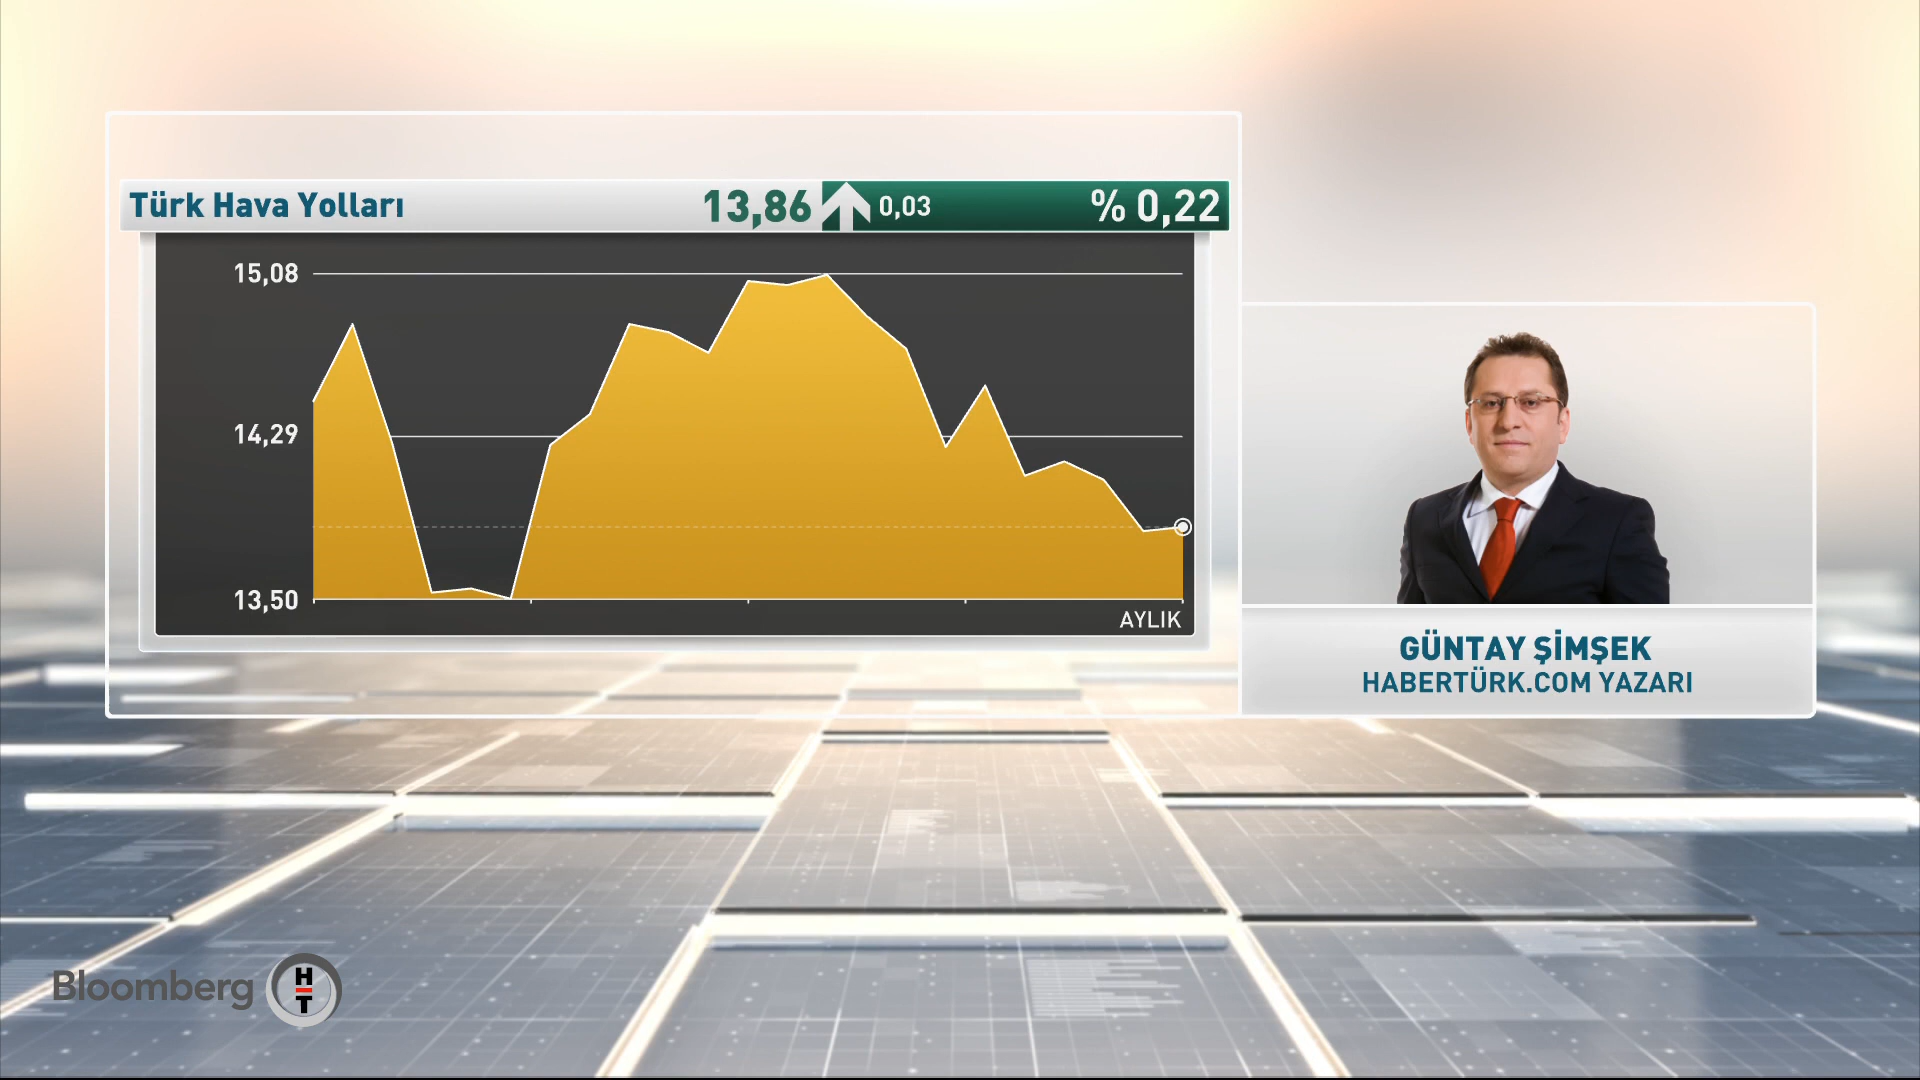 Türk Hava Yolları 13,86 0,03 % 0,22
15,08
14,29
13,50
AYLIK
GÜNTAY ŞİMŞEK
HABERTÜRK.COM YAZARI
Bloomberg HT